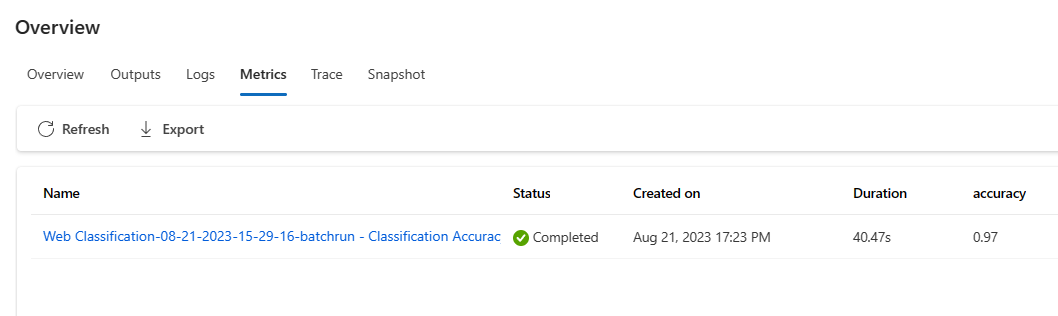 Overview
Overview Outputs Logs Metrics Trace Snapshot
Refresh Export
Name Status Created on Duration accuracy
Web Classification-08-21-2023-15-29-16-batchrun - Classification Accurac Completed Aug 21, 2023 17:23 PM 40.47s 0.97